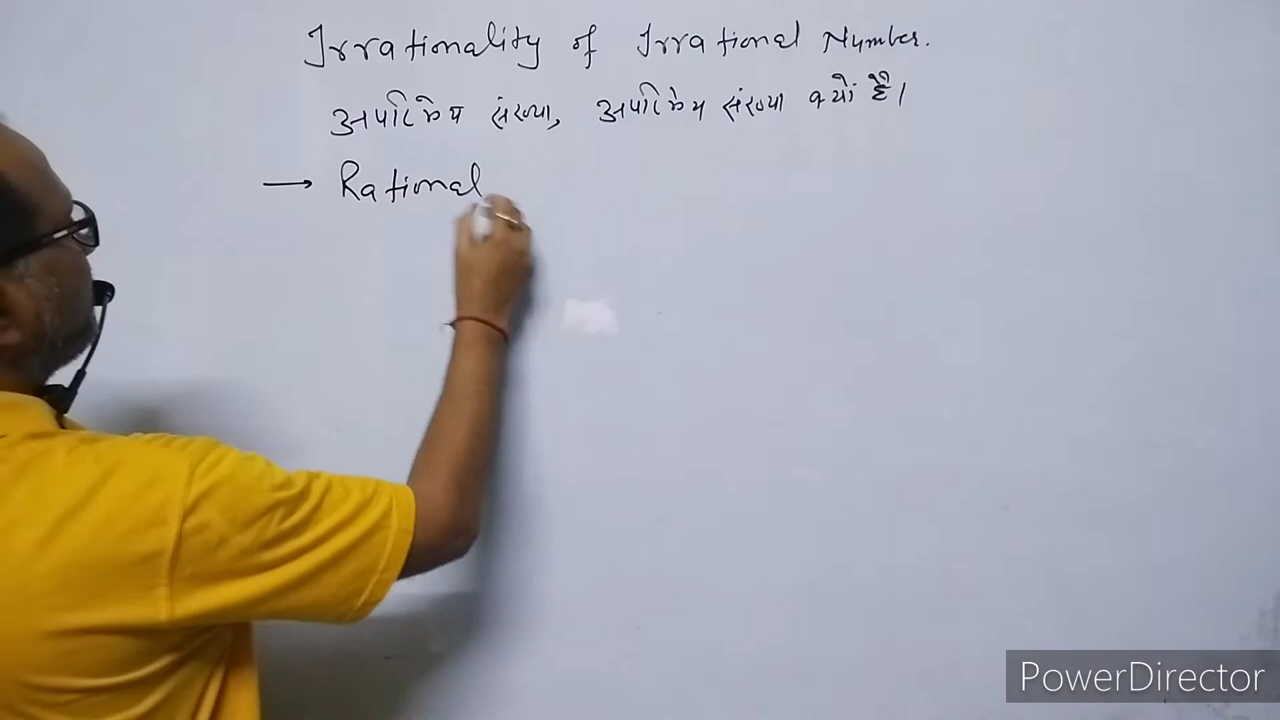 Irrationality of Irrational Number.
अपरिमेय संख्या, अपरिमेय संख्या क्यों है।
→ Rational
PowerDirector